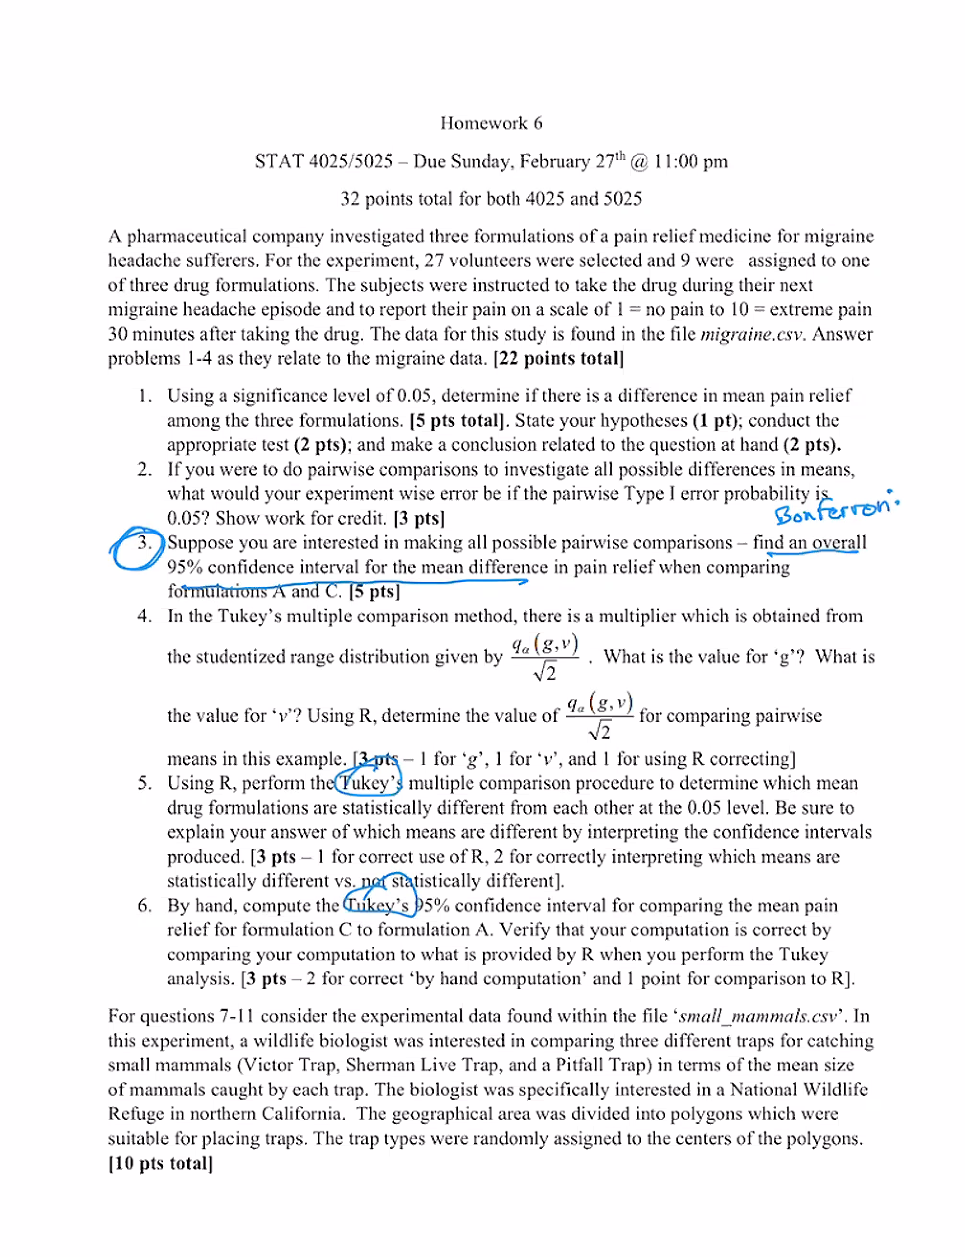 Homework 6
STAT 4025/5025 – Due Sunday, February 27th @ 11:00 pm
32 points total for both 4025 and 5025
A pharmaceutical company investigated three formulations of a pain relief medicine for migraine
headache sufferers. For the experiment, 27 volunteers were selected and 9 were assigned to one
of three drug formulations. The subjects were instructed to take the drug during their next
migraine headache episode and to report their pain on a scale of 1 = no pain to 10 = extreme pain
30 minutes after taking the drug. The data for this study is found in the file migraine.csv. Answer
problems 1-4 as they relate to the migraine data. [22 points total]
1. Using a significance level of 0.05, determine if there is a difference in mean pain relief
among the three formulations. [5 pts total]. State your hypotheses (1 pt); conduct the
appropriate test (2 pts); and make a conclusion related to the question at hand (2 pts).
2. If you were to do pairwise comparisons to investigate all possible differences in means,
what would your experiment wise error be if the pairwise Type I error probability is
0.05? Show work for credit. [3 pts]
Bonferroni
3. Suppose you are interested in making all possible pairwise comparisons – find an overall
95% confidence interval for the mean difference in pain relief when comparing
formulations A and C. [5 pts]
4. In the Tukey's multiple comparison method, there is a multiplier which is obtained from
the studentized range distribution given by qα(g,v)/√2 . What is the value for 'g'? What is
the value for 'v'? Using R, determine the value of qα(g,v)/√2 for comparing pairwise
means in this example. [3 pts – 1 for 'g', 1 for 'v', and 1 for using R correcting]
5. Using R, perform the Tukey's multiple comparison procedure to determine which mean
drug formulations are statistically different from each other at the 0.05 level. Be sure to
explain your answer of which means are different by interpreting the confidence intervals
produced. [3 pts – 1 for correct use of R, 2 for correctly interpreting which means are
statistically different vs. not statistically different].
6. By hand, compute the Tukey's 95% confidence interval for comparing the mean pain
relief for formulation C to formulation A. Verify that your computation is correct by
comparing your computation to what is provided by R when you perform the Tukey
analysis. [3 pts – 2 for correct 'by hand computation' and 1 point for comparison to R].
For questions 7-11 consider the experimental data found within the file 'small_mammals.csv'. In
this experiment, a wildlife biologist was interested in comparing three different traps for catching
small mammals (Victor Trap, Sherman Live Trap, and a Pitfall Trap) in terms of the mean size
of mammals caught by each trap. The biologist was specifically interested in a National Wildlife
Refuge in northern California. The geographical area was divided into polygons which were
suitable for placing traps. The trap types were randomly assigned to the centers of the polygons.
[10 pts total]